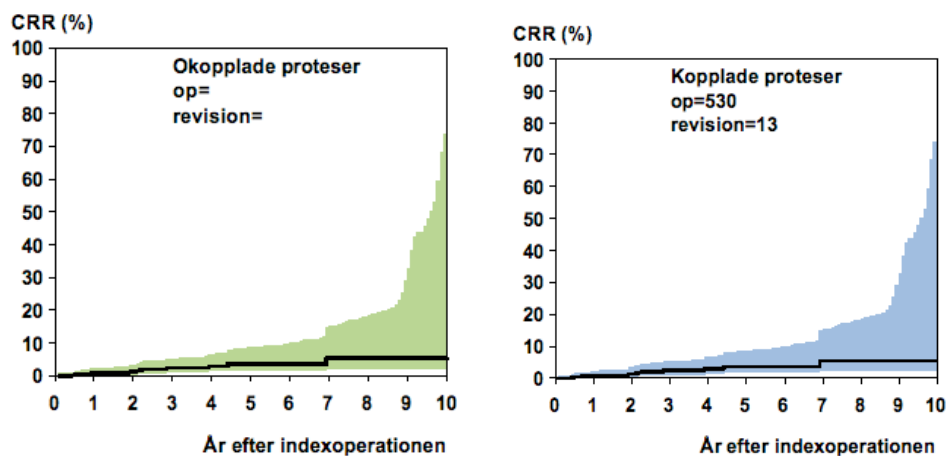 CRR (%)
100
90
80
70
60
50
40
30
20
10
0
Okopplade proteser
op=
revision=
0 1 2 3 4 5 6 7 8 9 10
År efter indexoperationen
CRR (%)
100
90
80
70
60
50
40
30
20
10
0
Kopplade proteser
op=530
revision=13
0 1 2 3 4 5 6 7 8 9 10
År efter indexoperationen